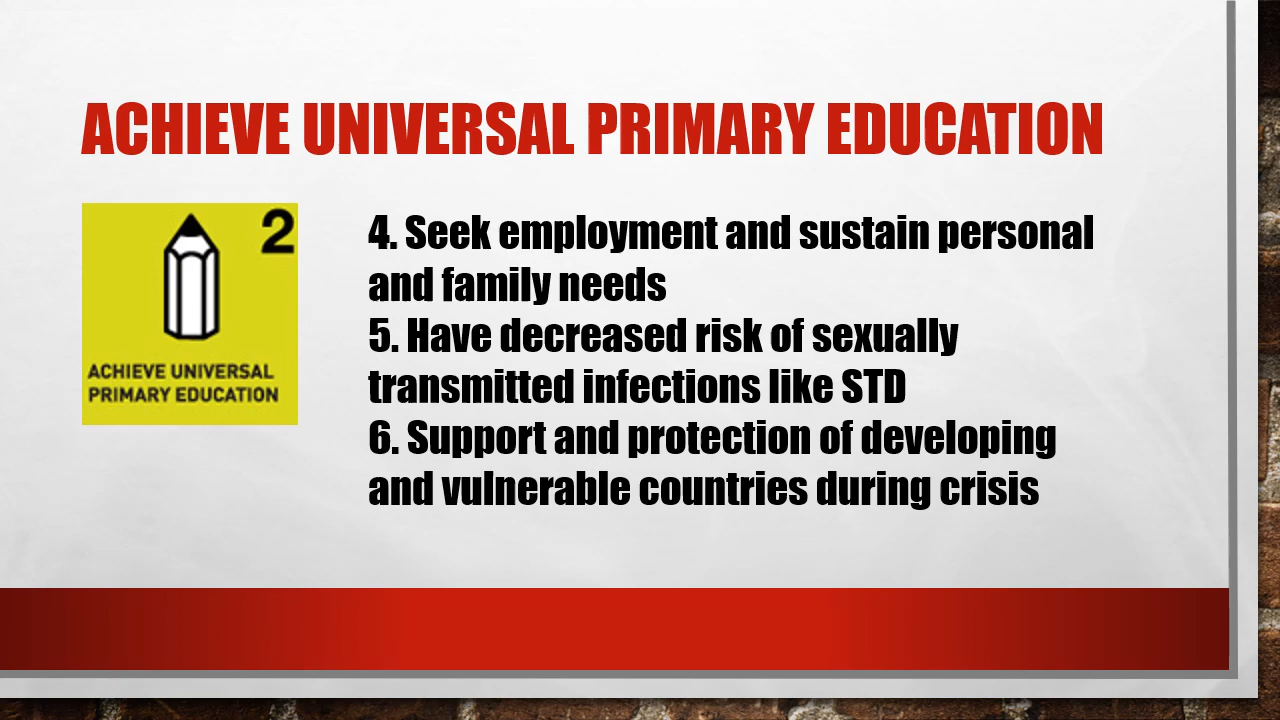 ACHIEVE UNIVERSAL PRIMARY EDUCATION
2
ACHIEVE UNIVERSAL
PRIMARY EDUCATION
4. Seek employment and sustain personal
and family needs
5. Have decreased risk of sexually
transmitted infections like STD
6. Support and protection of developing
and vulnerable countries during crisis